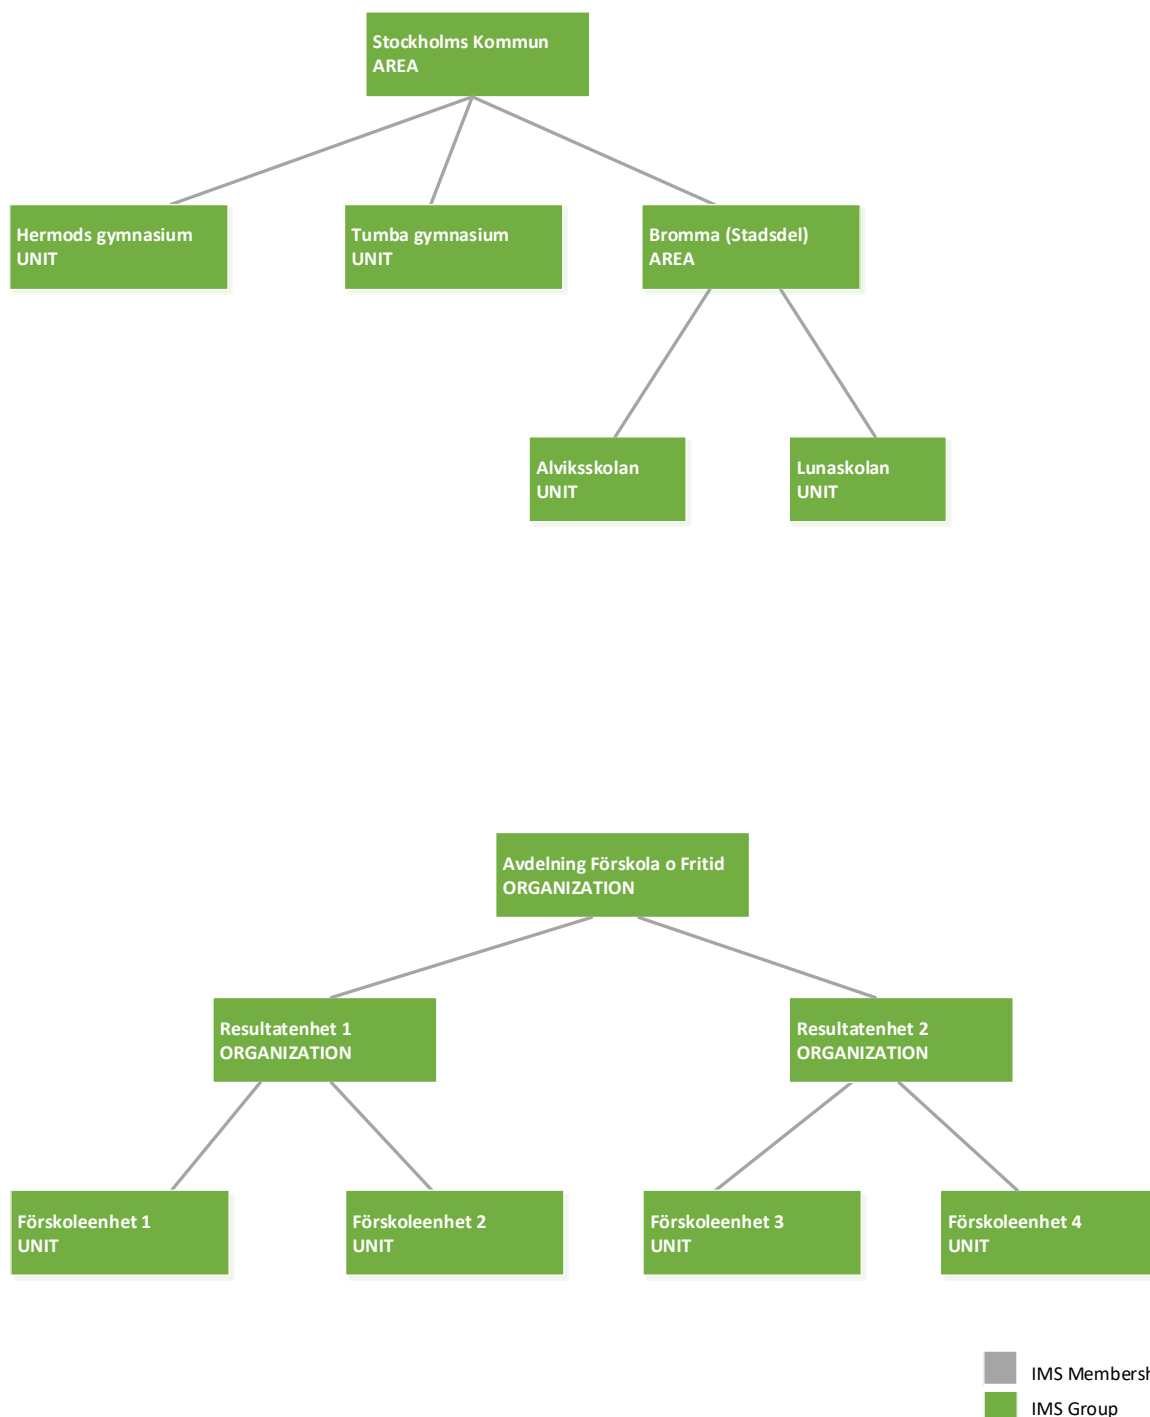 Stockholms Kommun
AREA
Hermods gymnasium
UNIT
Tumba gymnasium
UNIT
Bromma (Stadsdel)
AREA
Alviksskolan
UNIT
Lunaskolan
UNIT
Avdelning Förskola o Fritid
ORGANIZATION
Resultatenhet 1
ORGANIZATION
Resultatenhet 2
ORGANIZATION
Förskoleenhet 1
UNIT
Förskoleenhet 2
UNIT
Förskoleenhet 3
UNIT
Förskoleenhet 4
UNIT
IMS
IMS Group